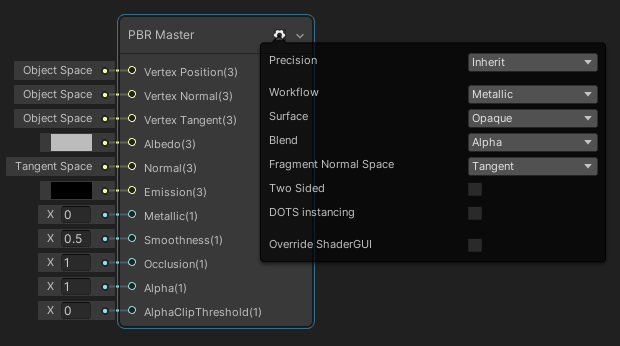 PBR Master
Object Space Vertex Position(3)
Object Space Vertex Normal(3)
Object Space Vertex Tangent(3)
Albedo(3)
Tangent Space Normal(3)
Emission(3)
X 0 Metallic(1)
X 0.5 Smoothness(1)
X 1 Occlusion(1)
X 1 Alpha(1)
X 0 AlphaClipThreshold(1)
Precision Inherit
Workflow Metallic
Surface Opaque
Blend Alpha
Fragment Normal Space Tangent
Two Sided
DOTS instancing
Override ShaderGUI